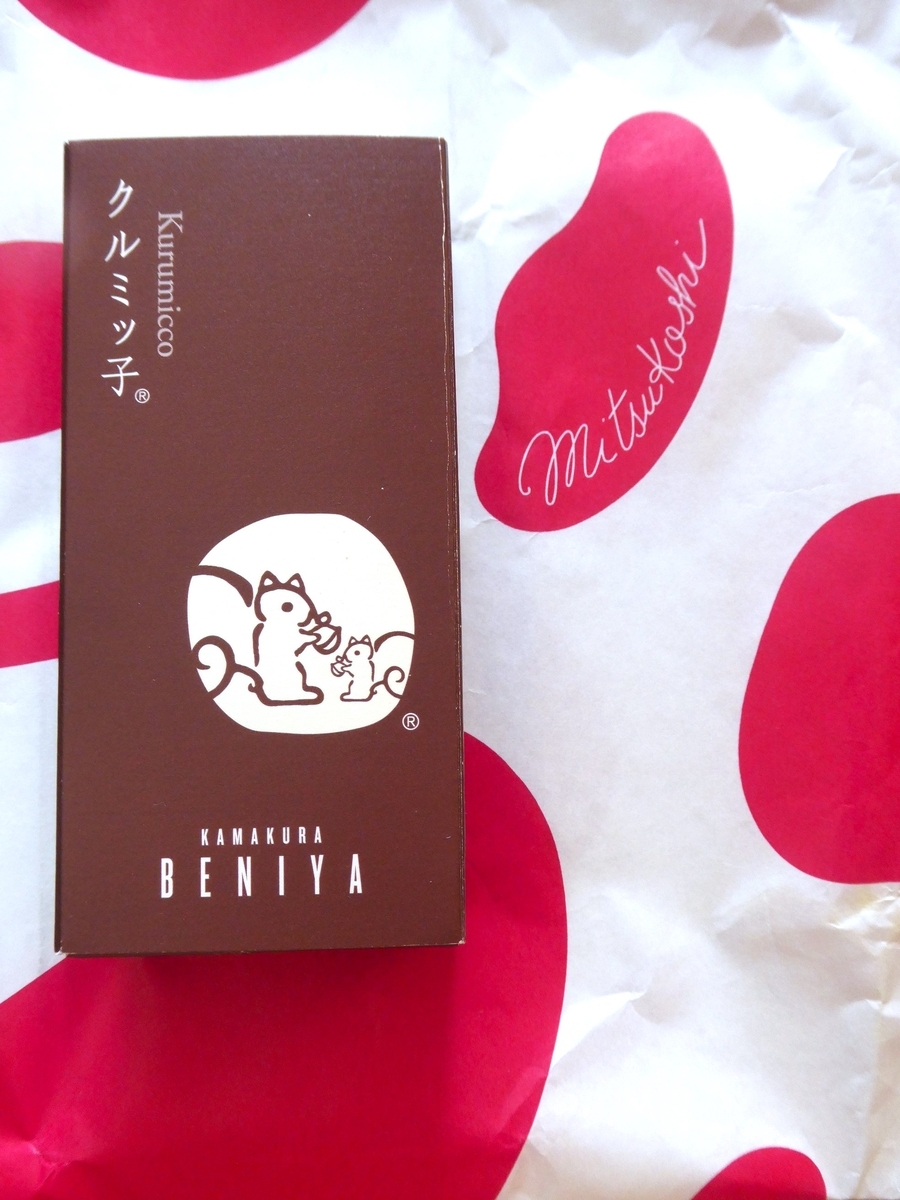 クルミッ子®
Kurumicco
®
KAMAKURA
BENIYA
Mitsukoshi